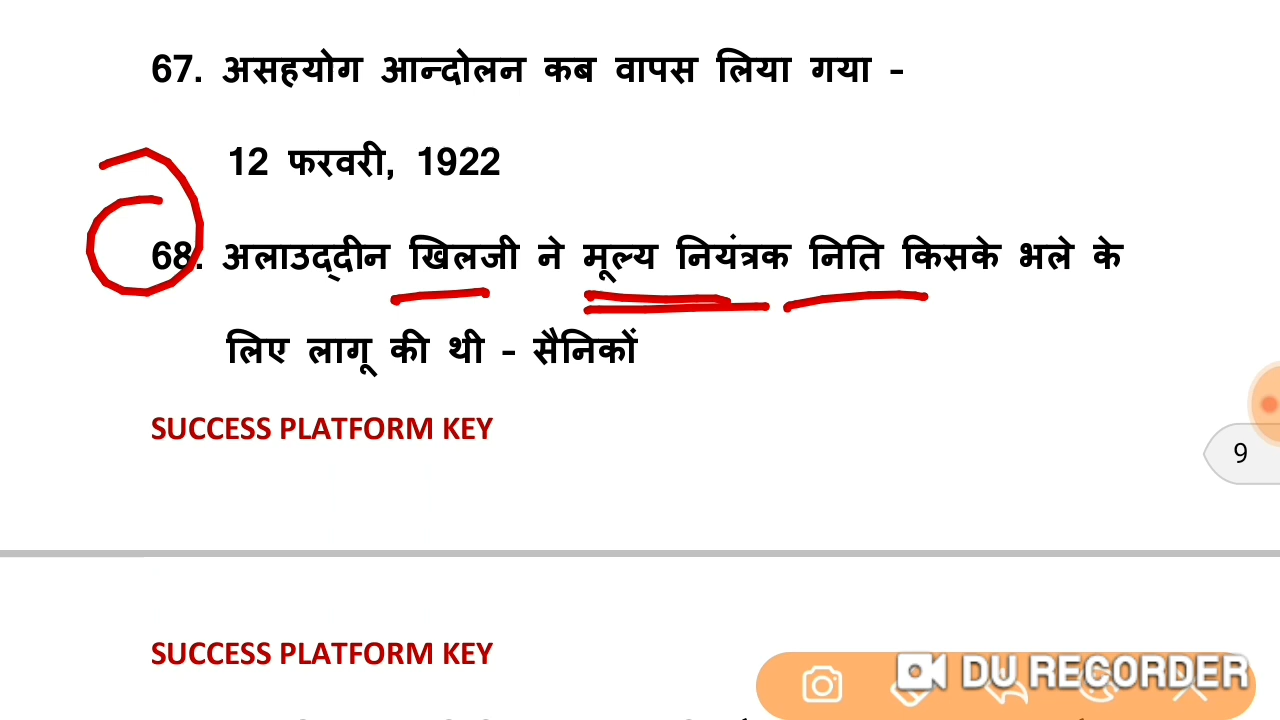 67. असहयोग आन्दोलन कब वापस लिया गया -
12 फरवरी, 1922
68. अलाउद्‌दीन खिलजी ने मूल्य नियंत्रक निति किसके भले के
लिए लागू की थी - सैनिकों
SUCCESS PLATFORM KEY
9
SUCCESS PLATFORM KEY
DU RECORDER